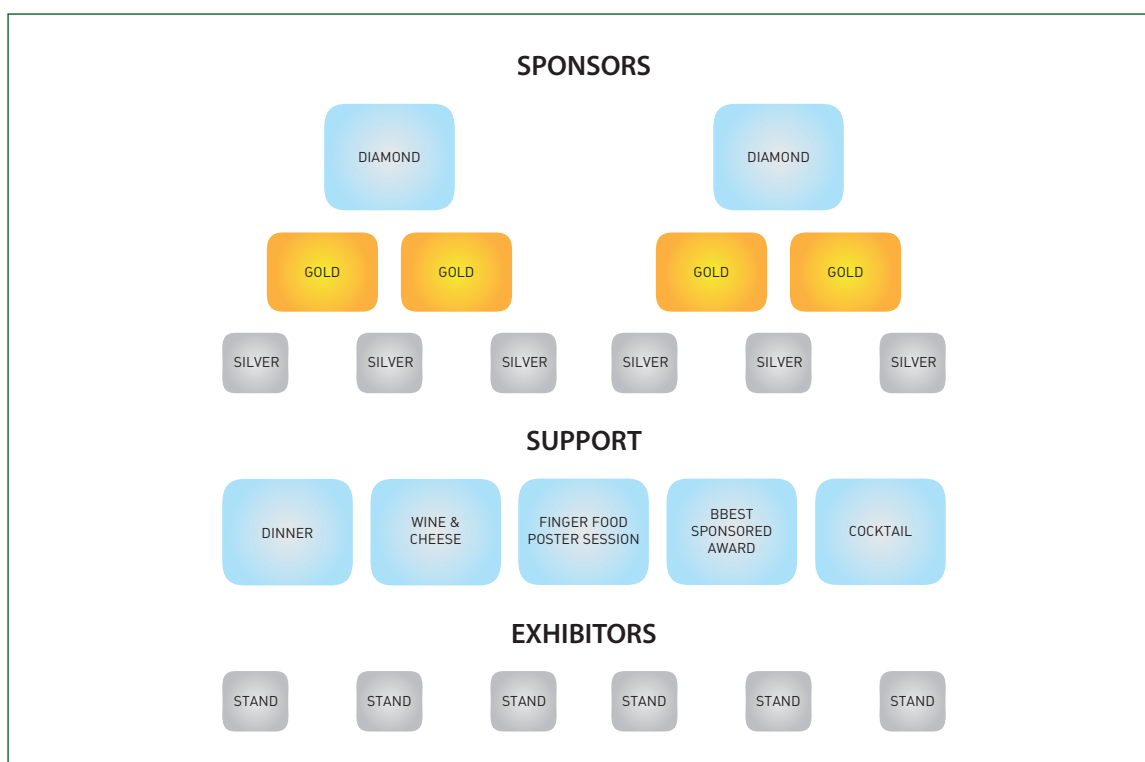 SPONSORS
DIAMOND
DIAMOND
GOLD
GOLD
GOLD
GOLD
SILVER
SILVER
SILVER
SILVER
SILVER
SILVER
SUPPORT
DINNER
WINE &
CHEESE
FINGER FOOD
POSTER SESSION
BBEST
SPONSORED
AWARD
COCKTAIL
EXHIBITORS
STAND
STAND
STAND
STAND
STAND
STAND